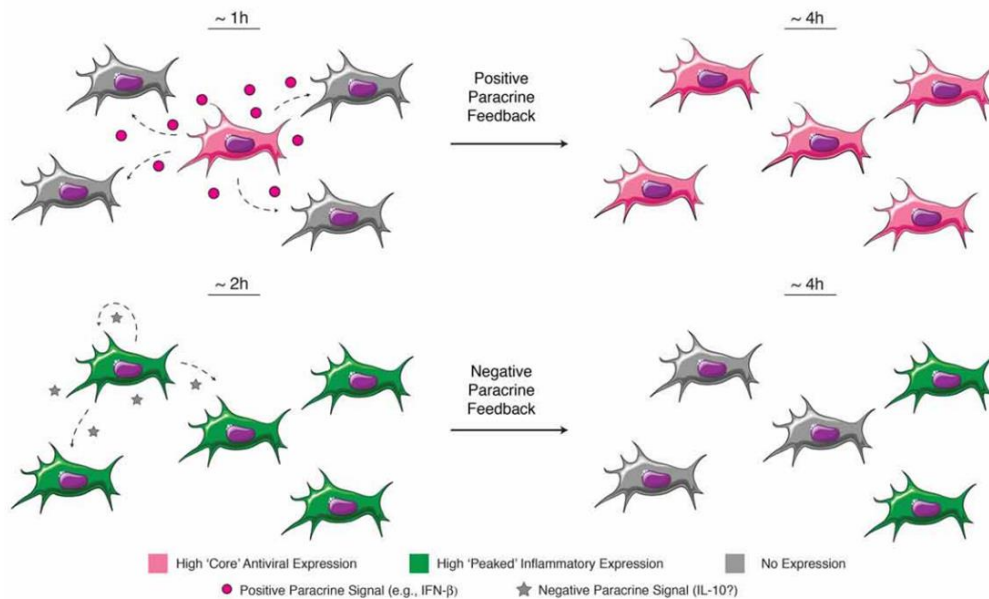 ~ 1h
~ 4h
Positive
Paracrine
Feedback
~ 2h
~ 4h
Negative
Paracrine
Feedback
High 'Core' Antiviral Expression
High 'Peaked' Inflammatory Expression
No Expression
Positive Paracrine Signal (e.g., IFN-β)
Negative Paracrine Signal (IL-10?)